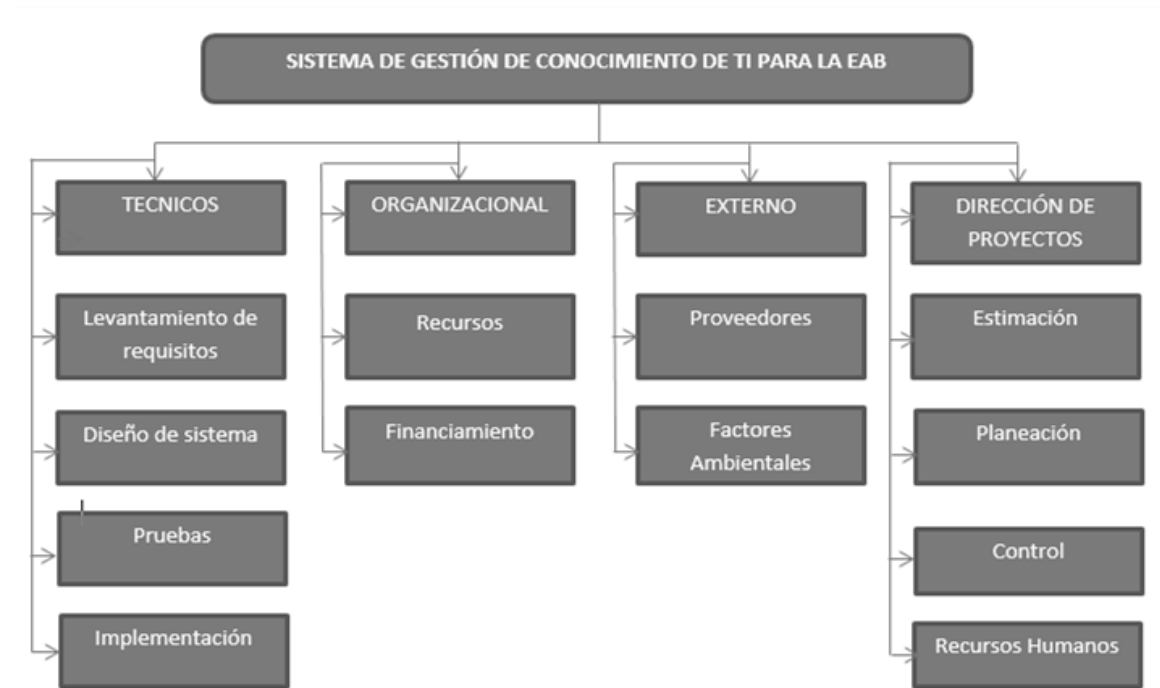 SISTEMA DE GESTIÓN DE CONOCIMIENTO DE TI PARA LA EAB
TECNICOS
Levantamiento de
requisitos
Diseño de sistema
Pruebas
Implementación
ORGANIZACIONAL
Recursos
Financiamiento
EXTERNO
Proveedores
Factores
Ambientales
DIRECCIÓN DE
PROYECTOS
Estimación
Planeación
Control
Recursos Humanos